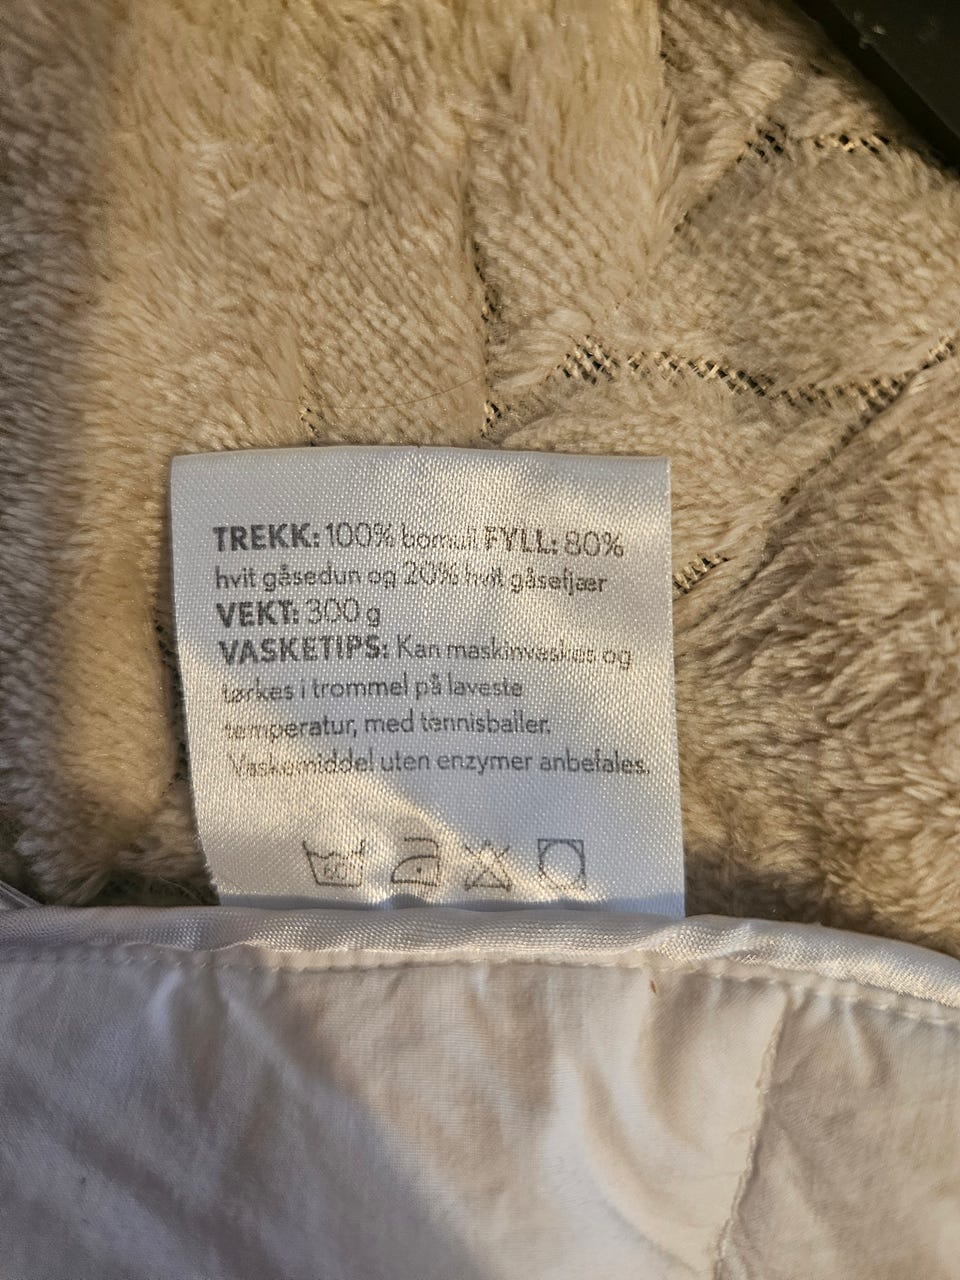 TREKK: 100% bomull FYLL: 80%
hvit gåsedun og 20% hvit gåsefjær
VEKT: 300 g
VASKETIPS: Kan maskinvaskes og
tørkes i trommel på laveste
temperatur, med tennisballer.
Vaskemiddel uten enzymer anbefales.